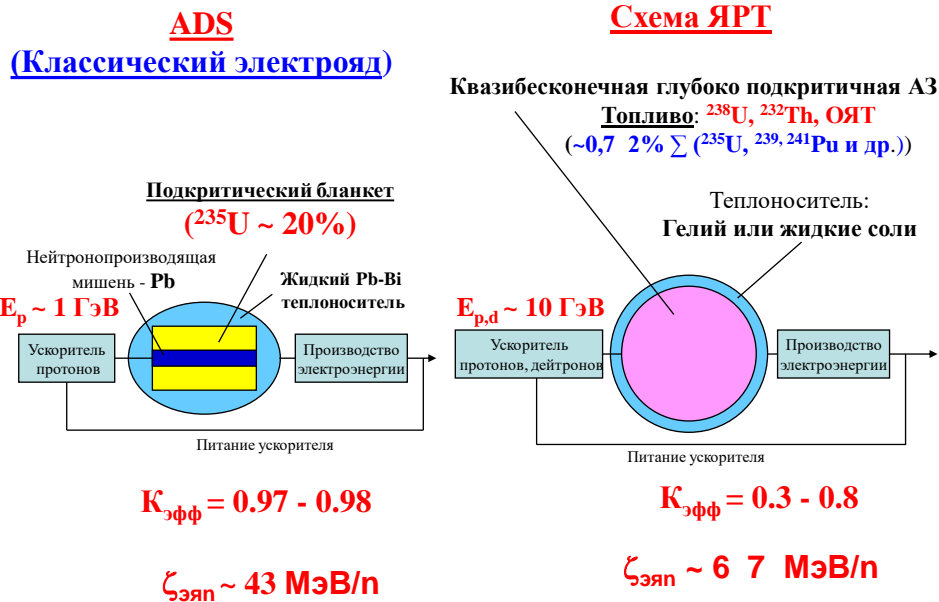 ADS
(Классический электрояд)
Подкритический бланкет
(²³⁵U ~ 20%)
Нейтронопроизводящая
мишень - Pb
Жидкий Pb-Bi
теплоноситель
Eₚ ~ 1 ГэВ
Ускоритель
протонов
Производство
электроэнергии
Питание ускорителя
Kэфф = 0.97 - 0.98
ζэяп ~ 43 МэВ/n
Схема ЯРТ
Квазибесконечная глубоко подкритичная АЗ
Топливо: ²³⁸U, ²³²Th, ОЯТ
(~0,7 2% ∑ (²³⁵U, ²³⁹, ²⁴¹Pu и др.))
Теплоноситель:
Гелий или жидкие соли
Ep,d ~ 10 ГэВ
Ускоритель
протонов, дейтронов
Производство
электроэнергии
Питание ускорителя
Kэфф = 0.3 - 0.8
ζэяп ~ 6 7 МэВ/n